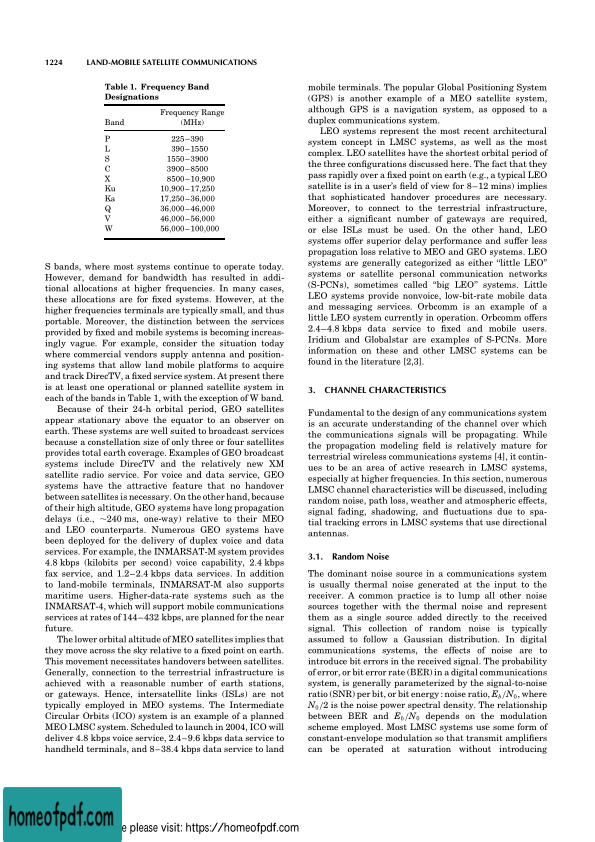 1224 LAND-MOBILE SATELLITE COMMUNICATIONS
Table 1. Frequency Band
Designations
Frequency Range
Band (MHz)
P 225–390
L 390–1550
S 1550–3900
C 3900–8500
X 8500–10,900
Ku 10,900–17,250
Ka 17,250–36,000
Q 36,000–46,000
V 46,000–56,000
W 56,000–100,000
S bands, where most systems continue to operate today.
However, demand for bandwidth has resulted in addi-
tional allocations at higher frequencies. In many cases,
these allocations are for fixed systems. However, at the
higher frequencies terminals are typically small, and thus
portable. Moreover, the distinction between the services
provided by fixed and mobile systems is becoming increas-
ingly vague. For example, consider the situation today
where commercial vendors supply antenna and position-
ing systems that allow land mobile platforms to acquire
and track DirecTV, a fixed service system. At present there
is at least one operational or planned satellite system in
each of the bands in Table 1, with the exception of W band.
Because of their 24-h orbital period, GEO satellites
appear stationary above the equator to an observer on
earth. These systems are well suited to broadcast services
because a constellation size of only three or four satellites
provides total earth coverage. Examples of GEO broadcast
systems include DirecTV and the relatively new XM
satellite radio service. For voice and data service, GEO
systems have the attractive feature that no handover
between satellites is necessary. On the other hand, because
of their high altitude, GEO systems have long propagation
delays (i.e., ~240 ms, one-way) relative to their MEO
and LEO counterparts. Numerous GEO systems have
been deployed for the delivery of duplex voice and data
services. For example, the INMARSAT-M system provides
4.8 kbps (kilobits per second) voice capability, 2.4 kbps
fax service, and 1.2–2.4 kbps data services. In addition
to land-mobile terminals, INMARSAT-M also supports
maritime users. Higher-data-rate systems such as the
INMARSAT-4, which will support mobile communications
services at rates of 144–432 kbps, are planned for the near
future.
The lower orbital altitude of MEO satellites implies that
they move across the sky relative to a fixed point on earth.
This movement necessitates handovers between satellites.
Generally, connection to the terrestrial infrastructure is
achieved with a reasonable number of earth stations,
or gateways. Hence, intersatellite links (ISLs) are not
typically employed in MEO systems. The Intermediate
Circular Orbits (ICO) system is an example of a planned
MEO LMSC system. Scheduled to launch in 2004, ICO will
deliver 4.8 kbps voice service, 2.4–9.6 kbps data service to
handheld terminals, and 8–38.4 kbps data service to land
mobile terminals. The popular Global Positioning System
(GPS) is another example of a MEO satellite system,
although GPS is a navigation system, as opposed to a
duplex communications system.
LEO systems represent the most recent architectural
system concept in LMSC systems, as well as the most
complex. LEO satellites have the shortest orbital period of
the three configurations discussed here. The fact that they
pass rapidly over a fixed point on earth (e.g., a typical LEO
satellite is in a user's field of view for 8–12 mins) implies
that sophisticated handover procedures are necessary.
Moreover, to connect to the terrestrial infrastructure,
either a significant number of gateways are required,
or else ISLs must be used. On the other hand, LEO
systems offer superior delay performance and suffer less
propagation loss relative to MEO and GEO systems. LEO
systems are generally categorized as either “little LEO”
systems or satellite personal communication networks
(S-PCNs), sometimes called “big LEO” systems. Little
LEO systems provide nonvoice, low-bit-rate mobile data
and messaging services. Orbcomm is an example of a
little LEO system currently in operation. Orbcomm offers
2.4–4.8 kbps data service to fixed and mobile users.
Iridium and Globalstar are examples of S-PCNs. More
information on these and other LMSC systems can be
found in the literature [2,3].
3. CHANNEL CHARACTERISTICS
Fundamental to the design of any communications system
is an accurate understanding of the channel over which
the communications signals will be propagating. While
the propagation modeling field is relatively mature for
terrestrial wireless communications systems [4], it contin-
ues to be an area of active research in LMSC systems,
especially at higher frequencies. In this section, numerous
LMSC channel characteristics will be discussed, including
random noise, path loss, weather and atmospheric effects,
signal fading, shadowing, and fluctuations due to spa-
tial tracking errors in LMSC systems that use directional
antennas.
3.1. Random Noise
The dominant noise source in a communications system
is usually thermal noise generated at the input to the
receiver. A common practice is to lump all other noise
sources together with the thermal noise and represent
them as a single source added directly to the received
signal. This collection of random noise is typically
assumed to follow a Gaussian distribution. In digital
communications systems, the effects of noise are to
introduce bit errors in the received signal. The probability
of error, or bit error rate (BER) in a digital communications
system, is generally parametrized by the signal-to-noise
ratio (SNR) per bit, or bit energy : noise ratio, E_b/N_0, where
N_0/2 is the noise power spectral density. The relationship
between BER and E_b/N_0 depends on the modulation
scheme employed. Most LMSC systems use some form of
constant-envelope modulation so that transmit amplifiers
can be operated at saturation without introducing
homeofpdf.com
e please visit: https://homeofpdf.com